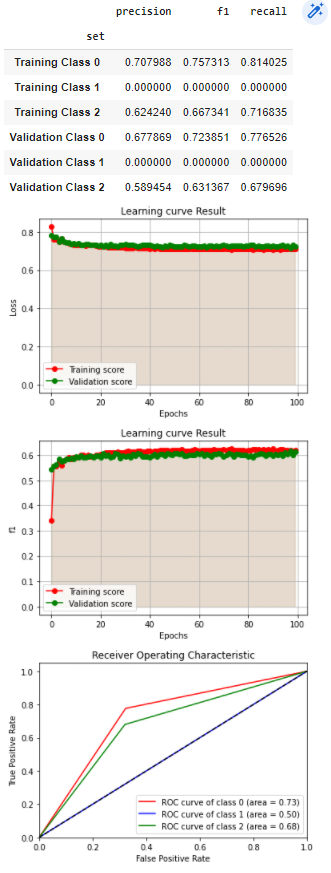 precision f1 recall
set
Training Class 0 0.707988 0.757313 0.814025
Training Class 1 0.000000 0.000000 0.000000
Training Class 2 0.624240 0.667341 0.716835
Validation Class 0 0.677869 0.723851 0.776526
Validation Class 1 0.000000 0.000000 0.000000
Validation Class 2 0.589454 0.631367 0.679696
Learning curve Result
0.8
0.6
0.4
0.2
0.0
Loss
Training score
Validation score
0 20 40 60 80 100
Epochs
Learning curve Result
0.6
0.5
0.4
0.3
0.2
0.1
0.0
f1
Training score
Validation score
0 20 40 60 80 100
Epochs
Receiver Operating Characteristic
1.0
0.8
0.6
0.4
0.2
0.0
True Positive Rate
ROC curve of class 0 (area = 0.73)
ROC curve of class 1 (area = 0.50)
ROC curve of class 2 (area = 0.68)
0.0 0.2 0.4 0.6 0.8 1.0
False Positive Rate